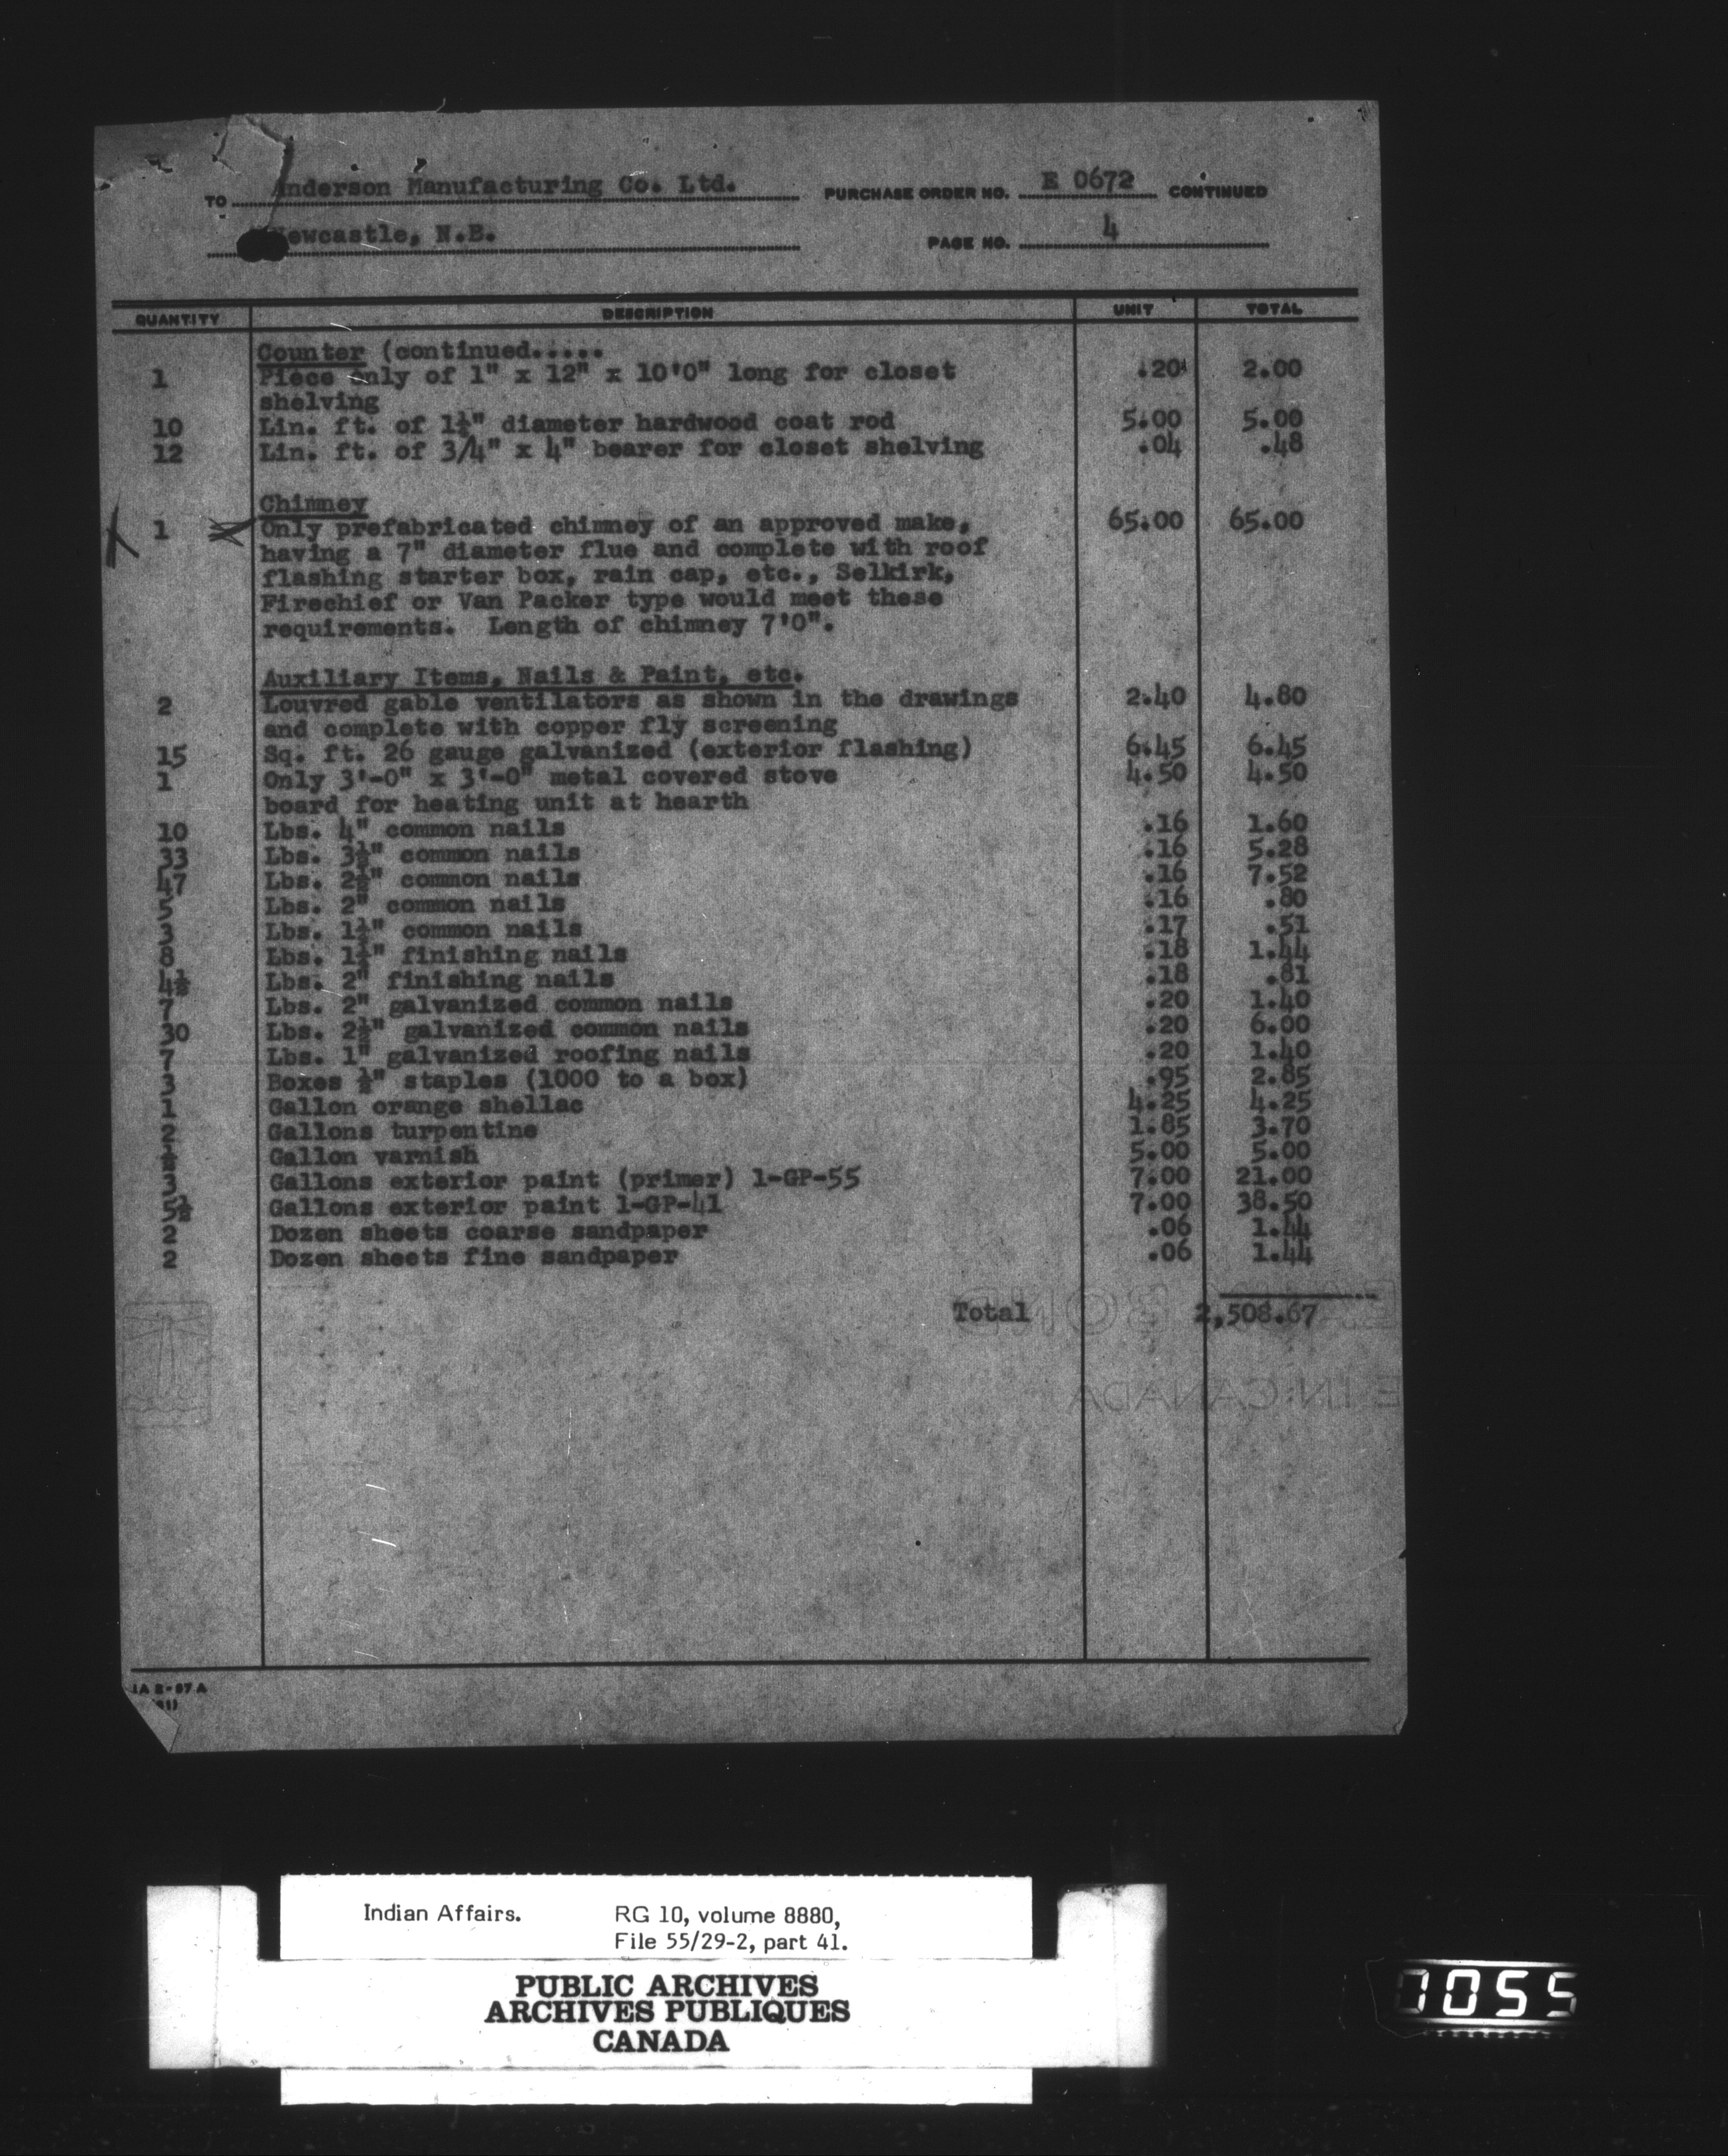 TO Anderson Manufacturing Co. Ltd. PURCHASE ORDER NO. E 0672 CONTINUED
Newcastle, N.B. PAGE NO. 4
QUANTITY DESCRIPTION UNIT TOTAL
Counter (continued.....
1 Piece only of 1" x 12" x 10'0" long for closet .20 2.00
shelving
10 Lin. ft. of 1½" diameter hardwood coat rod 5.00 5.00
12 Lin. ft. of 3/4" x 4" bearer for closet shelving .04 .48
Chimney
1 Only prefabricated chimney of an approved make, 65.00 65.00
having a 7" diameter flue and complete with roof
flashing starter box, rain cap, etc., Selkirk,
Firechief or Van Packer type would meet these
requirements. Length of chimney 7'0".
Auxiliary Items, Nails & Paint, etc.
2 Louvred gable ventilators as shown in the drawings 2.40 4.80
and complete with copper fly screening
15 Sq. ft. 26 gauge galvanized (exterior flashing) 6.45 6.45
1 Only 3'-0" x 3'-0" metal covered stove 4.50 4.50
board for heating unit at hearth
10 Lbs. 4" common nails .16 1.60
33 Lbs. 3½" common nails .16 5.28
47 Lbs. 2½" common nails .16 7.52
5 Lbs. 2" common nails .16 .80
3 Lbs. 1½" common nails .17 .51
8 Lbs. 1½" finishing nails .18 1.44
4½ Lbs. 2" finishing nails .18 .81
7 Lbs. 2" galvanized common nails .20 1.40
30 Lbs. 2½" galvanized common nails .20 6.00
7 Lbs. 1" galvanized roofing nails .20 1.40
3 Boxes ½" staples (1000 to a box) .95 2.85
1 Gallon orange shellac 4.25 4.25
2 Gallons turpentine 1.85 3.70
½ Gallon varnish 5.00 5.00
3 Gallons exterior paint (primer) 1-GP-55 7.00 21.00
5½ Gallons exterior paint 1-GP-41 7.00 38.50
2 Dozen sheets coarse sandpaper .06 1.44
2 Dozen sheets fine sandpaper .06 1.44
Total 2,508.67
E IN CANADA
Indian Affairs. RG 10, volume 8880,
File 55/29-2, part 41.
PUBLIC ARCHIVES
ARCHIVES PUBLIQUES
CANADA
0055